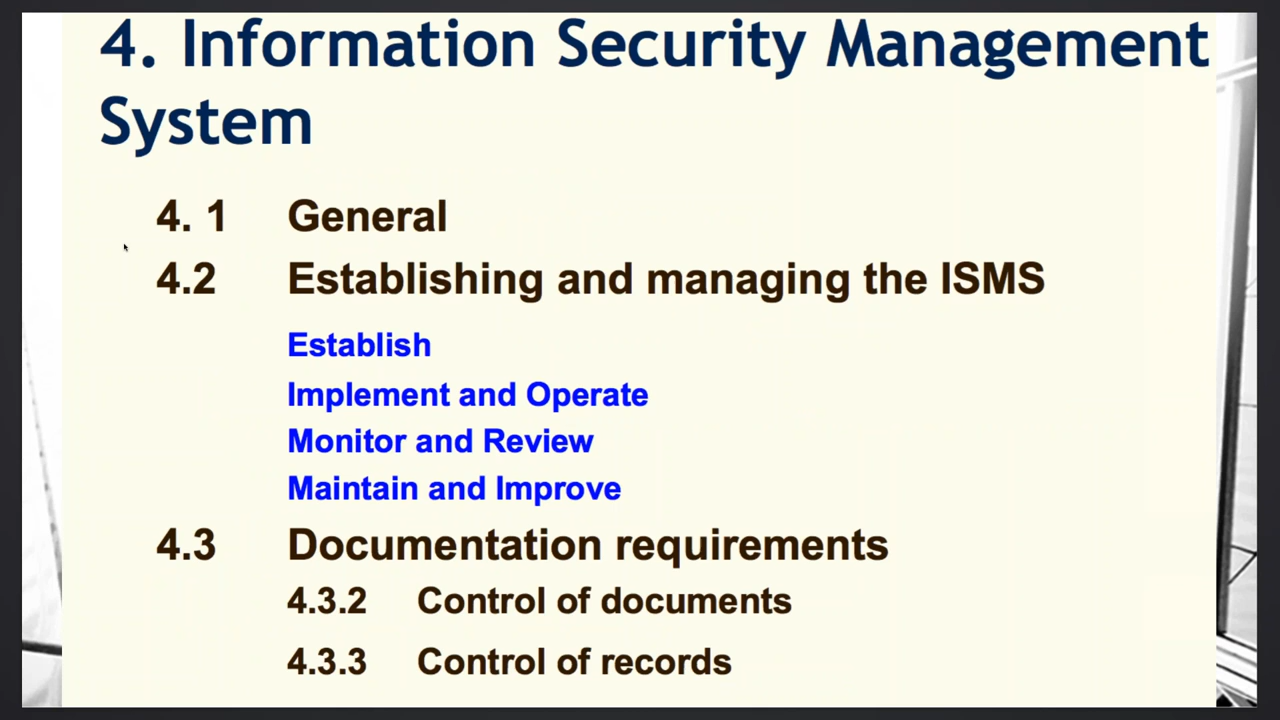 4. Information Security Management
System
4. 1 General
4.2 Establishing and managing the ISMS
Establish
Implement and Operate
Monitor and Review
Maintain and Improve
4.3 Documentation requirements
4.3.2 Control of documents
4.3.3 Control of records